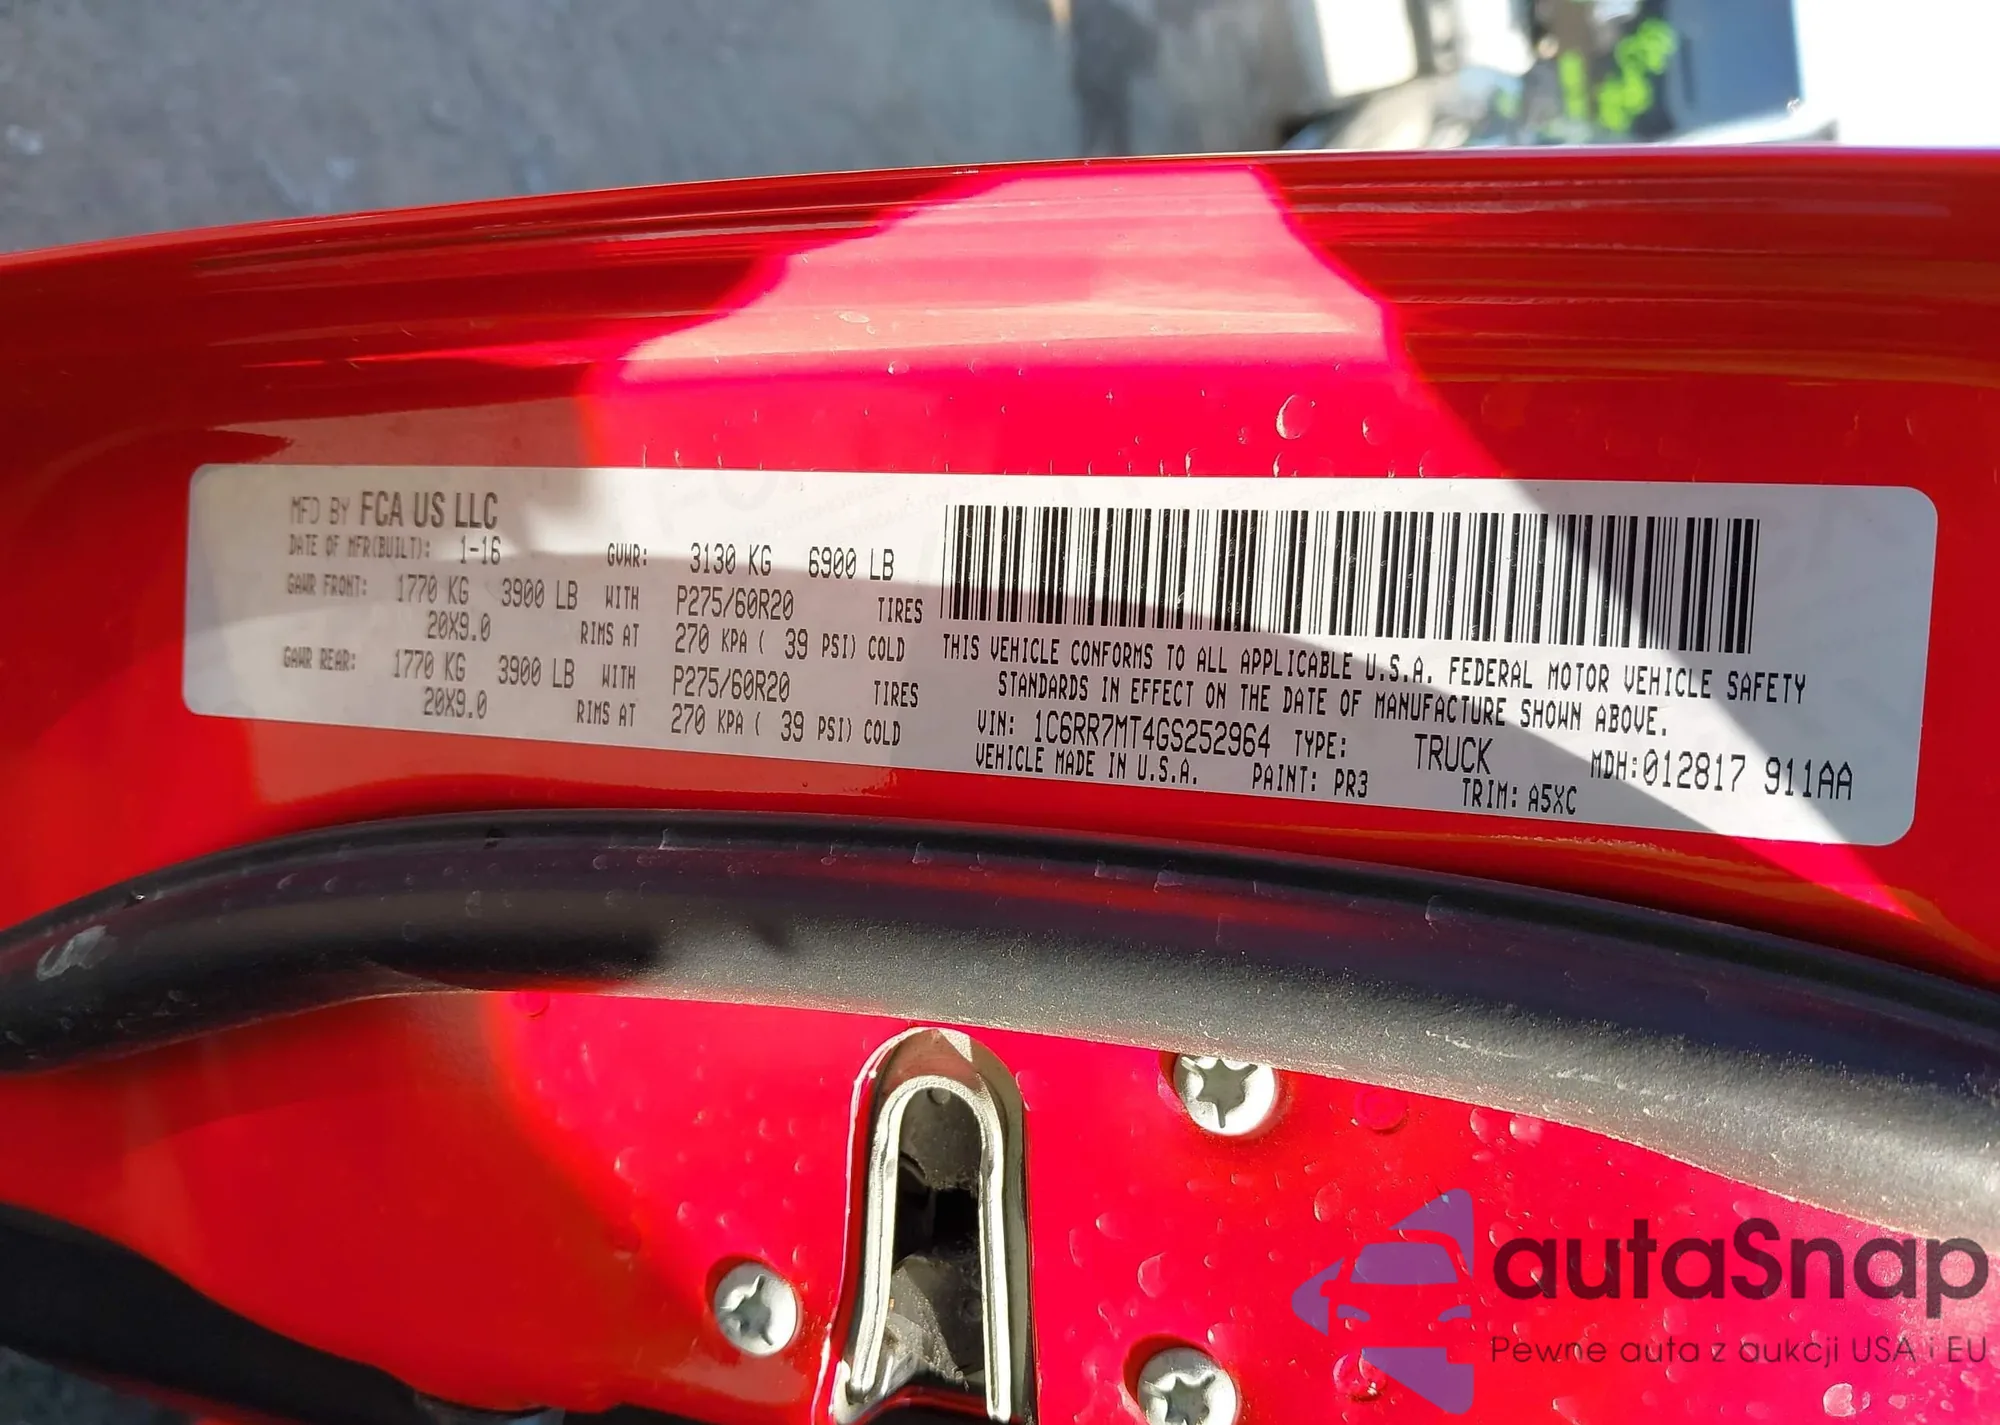 MFD BY FCA US LLC
DATE OF MFR(BUILT): 1-16 GVWR: 3130 KG 6900 LB
GAWR FRONT: 1770 KG 3900 LB WITH P275/60R20 TIRES
20X9.0 RIMS AT 270 KPA ( 39 PSI) COLD
GAWR REAR: 1770 KG 3900 LB WITH P275/60R20 TIRES
20X9.0 RIMS AT 270 KPA ( 39 PSI) COLD
THIS VEHICLE CONFORMS TO ALL APPLICABLE U.S.A. FEDERAL MOTOR VEHICLE SAFETY
STANDARDS IN EFFECT ON THE DATE OF MANUFACTURE SHOWN ABOVE.
VIN: 1C6RR7MT4GS252964 TYPE: TRUCK MDH:012817 911AA
VEHICLE MADE IN U.S.A. PAINT: PR3 TRIM: A5XC
autaSnap
Pewne auta z aukcji USA i EU